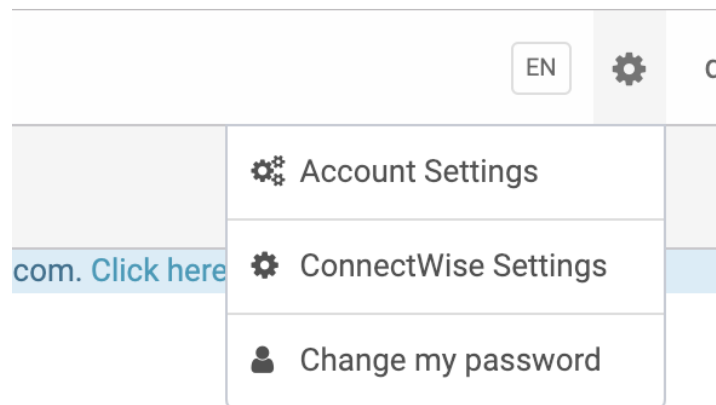 EN
Account Settings
com. Click here
ConnectWise Settings
Change my password